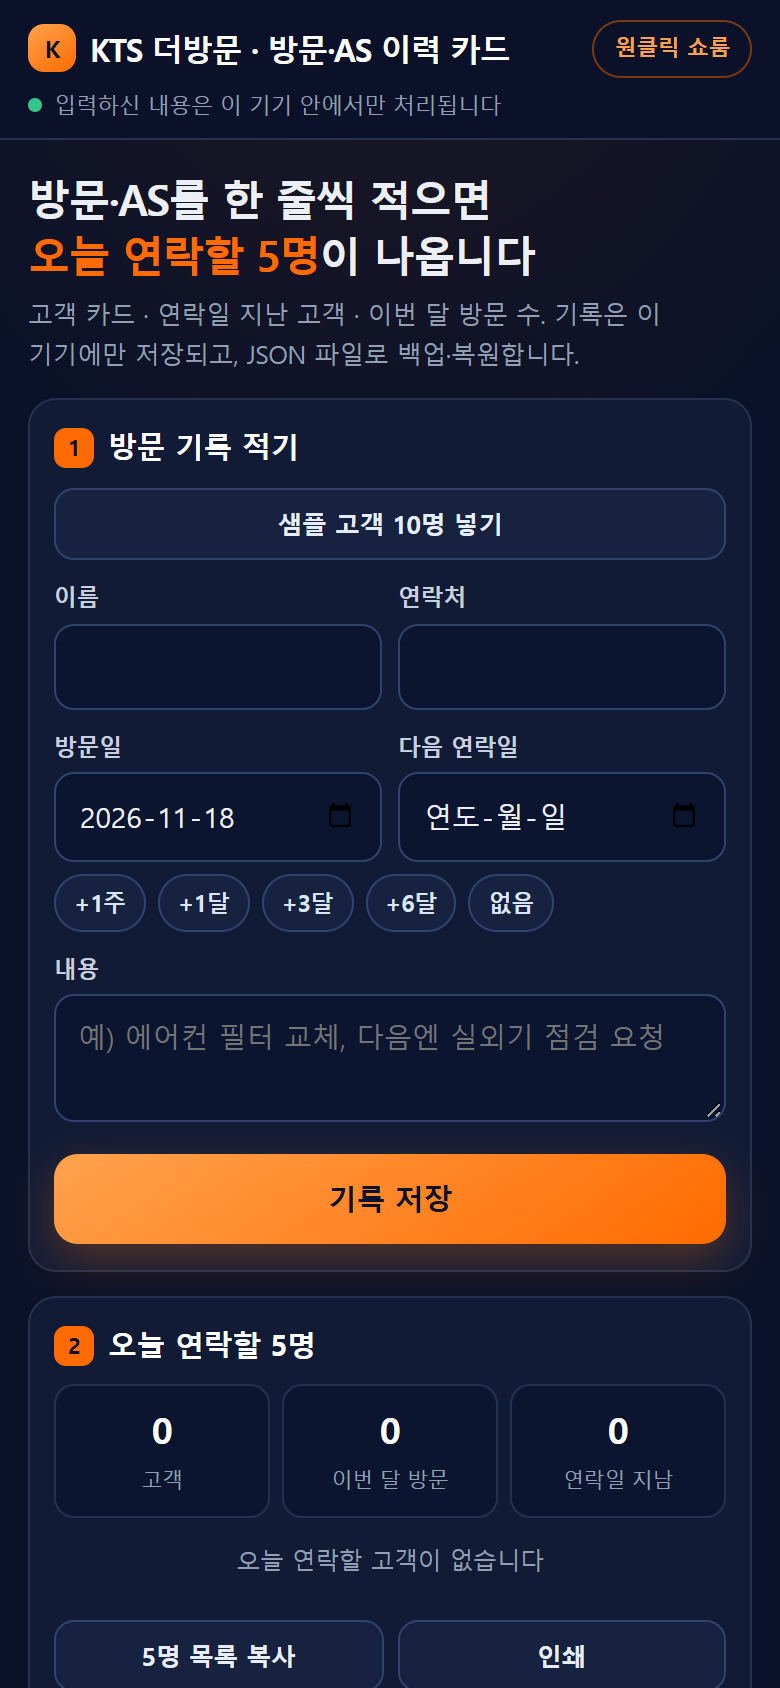 K
KTS 더방문 · 방문·AS 이력 카드
원클릭 쇼룸
입력하신 내용은 이 기기 안에서만 처리됩니다
방문·AS를 한 줄씩 적으면
오늘 연락할 5명이 나옵니다
고객 카드 · 연락일 지난 고객 · 이번 달 방문 수. 기록은 이
기기에만 저장되고, JSON 파일로 백업·복원합니다.
1 방문 기록 적기
샘플 고객 10명 넣기
이름 연락처
방문일 다음 연락일
2026-11-18 연도-월-일
+1주 +1달 +3달 +6달 없음
내용
예) 에어컨 필터 교체, 다음엔 실외기 점검 요청
기록 저장
2 오늘 연락할 5명
0 0 0
고객 이번 달 방문 연락일 지남
오늘 연락할 고객이 없습니다
5명 목록 복사 인쇄